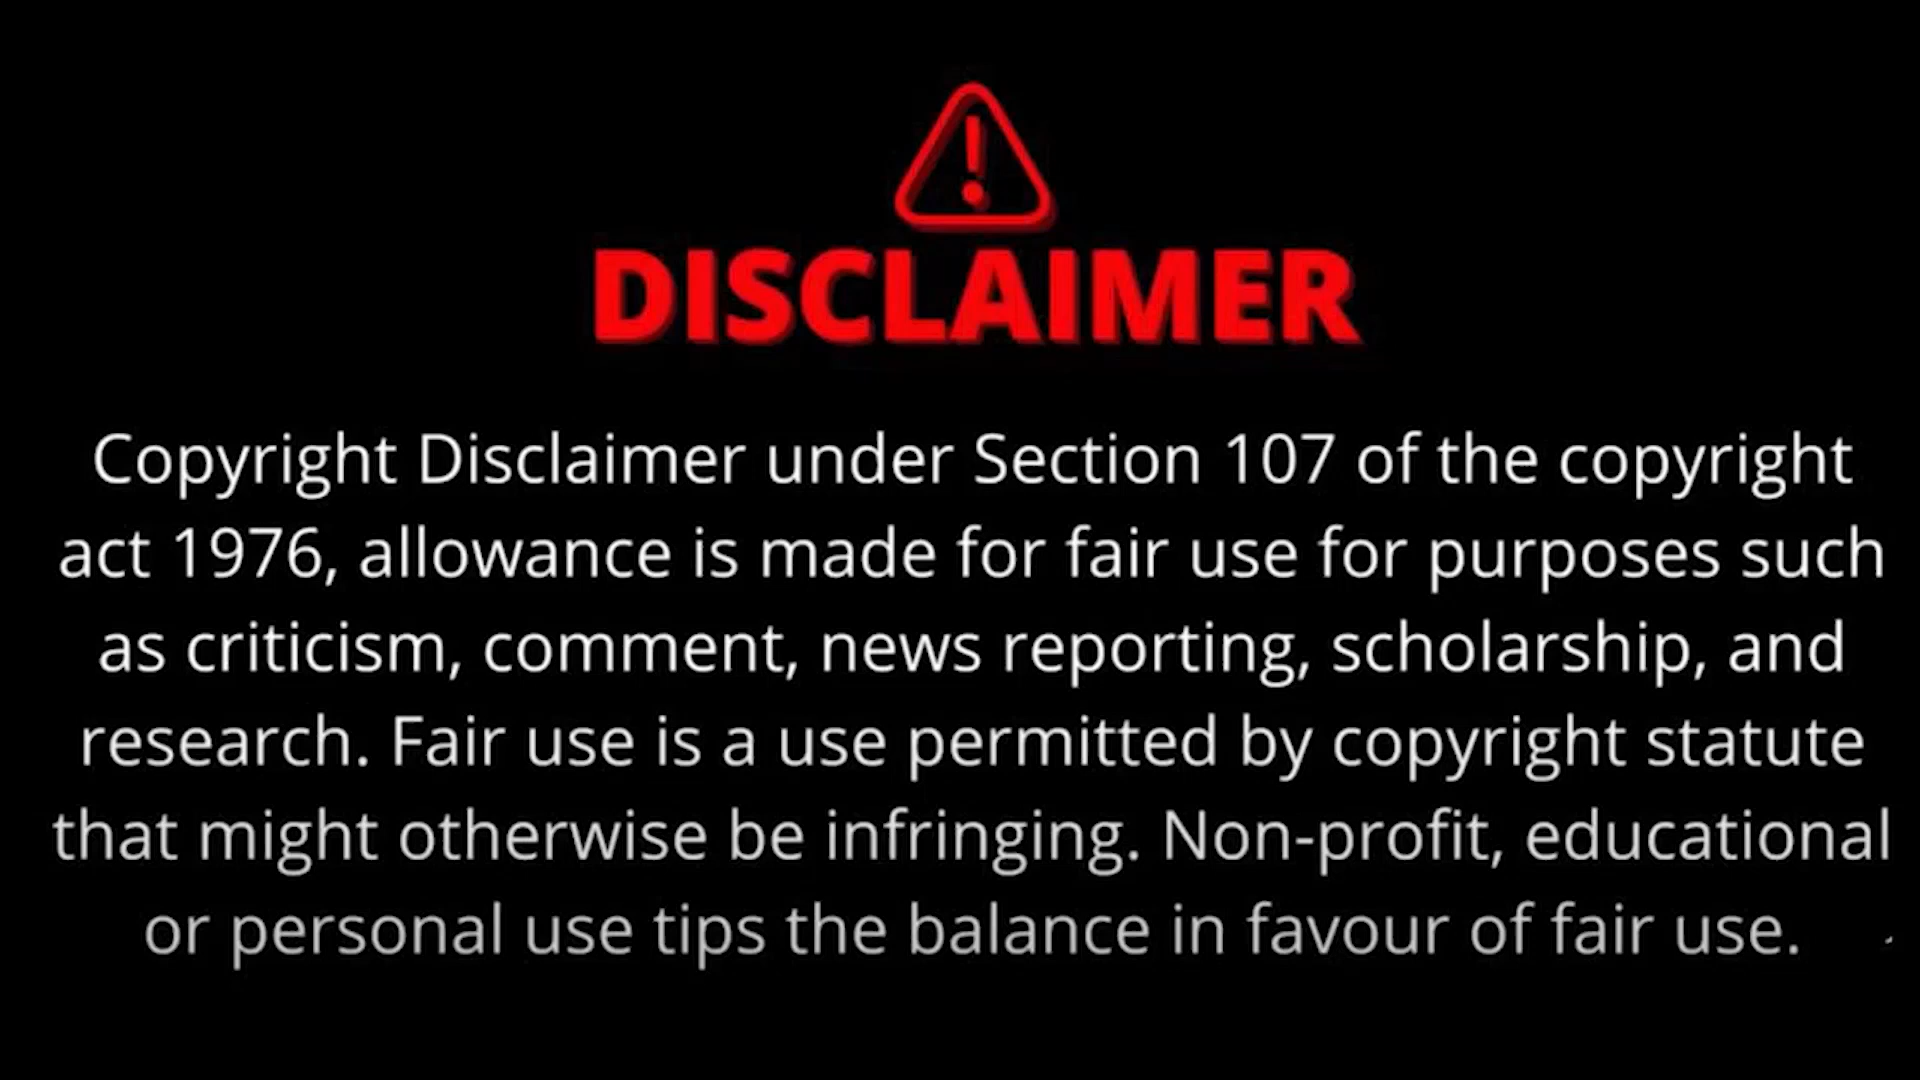 DISCLAIMER
Copyright Disclaimer under Section 107 of the copyright
act 1976, allowance is made for fair use for purposes such
as criticism, comment, news reporting, scholarship, and
research. Fair use is a use permitted by copyright statute
that might otherwise be infringing. Non-profit, educational
or personal use tips the balance in favour of fair use.